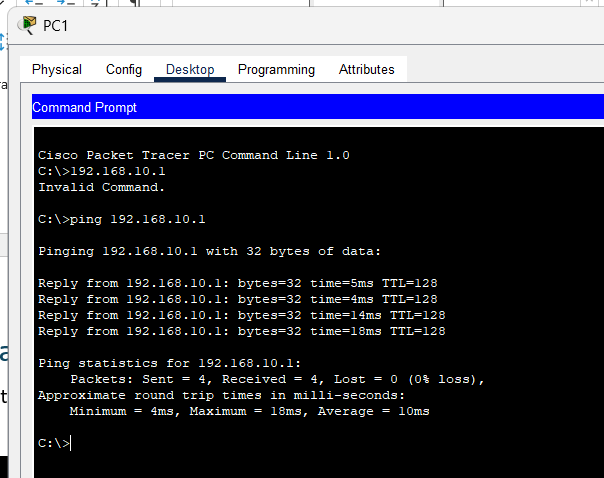 PC1
Physical Config Desktop Programming Attributes
Command Prompt
Cisco Packet Tracer PC Command Line 1.0
C:\>192.168.10.1
Invalid Command.
C:\>ping 192.168.10.1
Pinging 192.168.10.1 with 32 bytes of data:
Reply from 192.168.10.1: bytes=32 time=5ms TTL=128
Reply from 192.168.10.1: bytes=32 time=4ms TTL=128
Reply from 192.168.10.1: bytes=32 time=14ms TTL=128
Reply from 192.168.10.1: bytes=32 time=18ms TTL=128
Ping statistics for 192.168.10.1:
Packets: Sent = 4, Received = 4, Lost = 0 (0% loss),
Approximate round trip times in milli-seconds:
Minimum = 4ms, Maximum = 18ms, Average = 10ms
C:\>